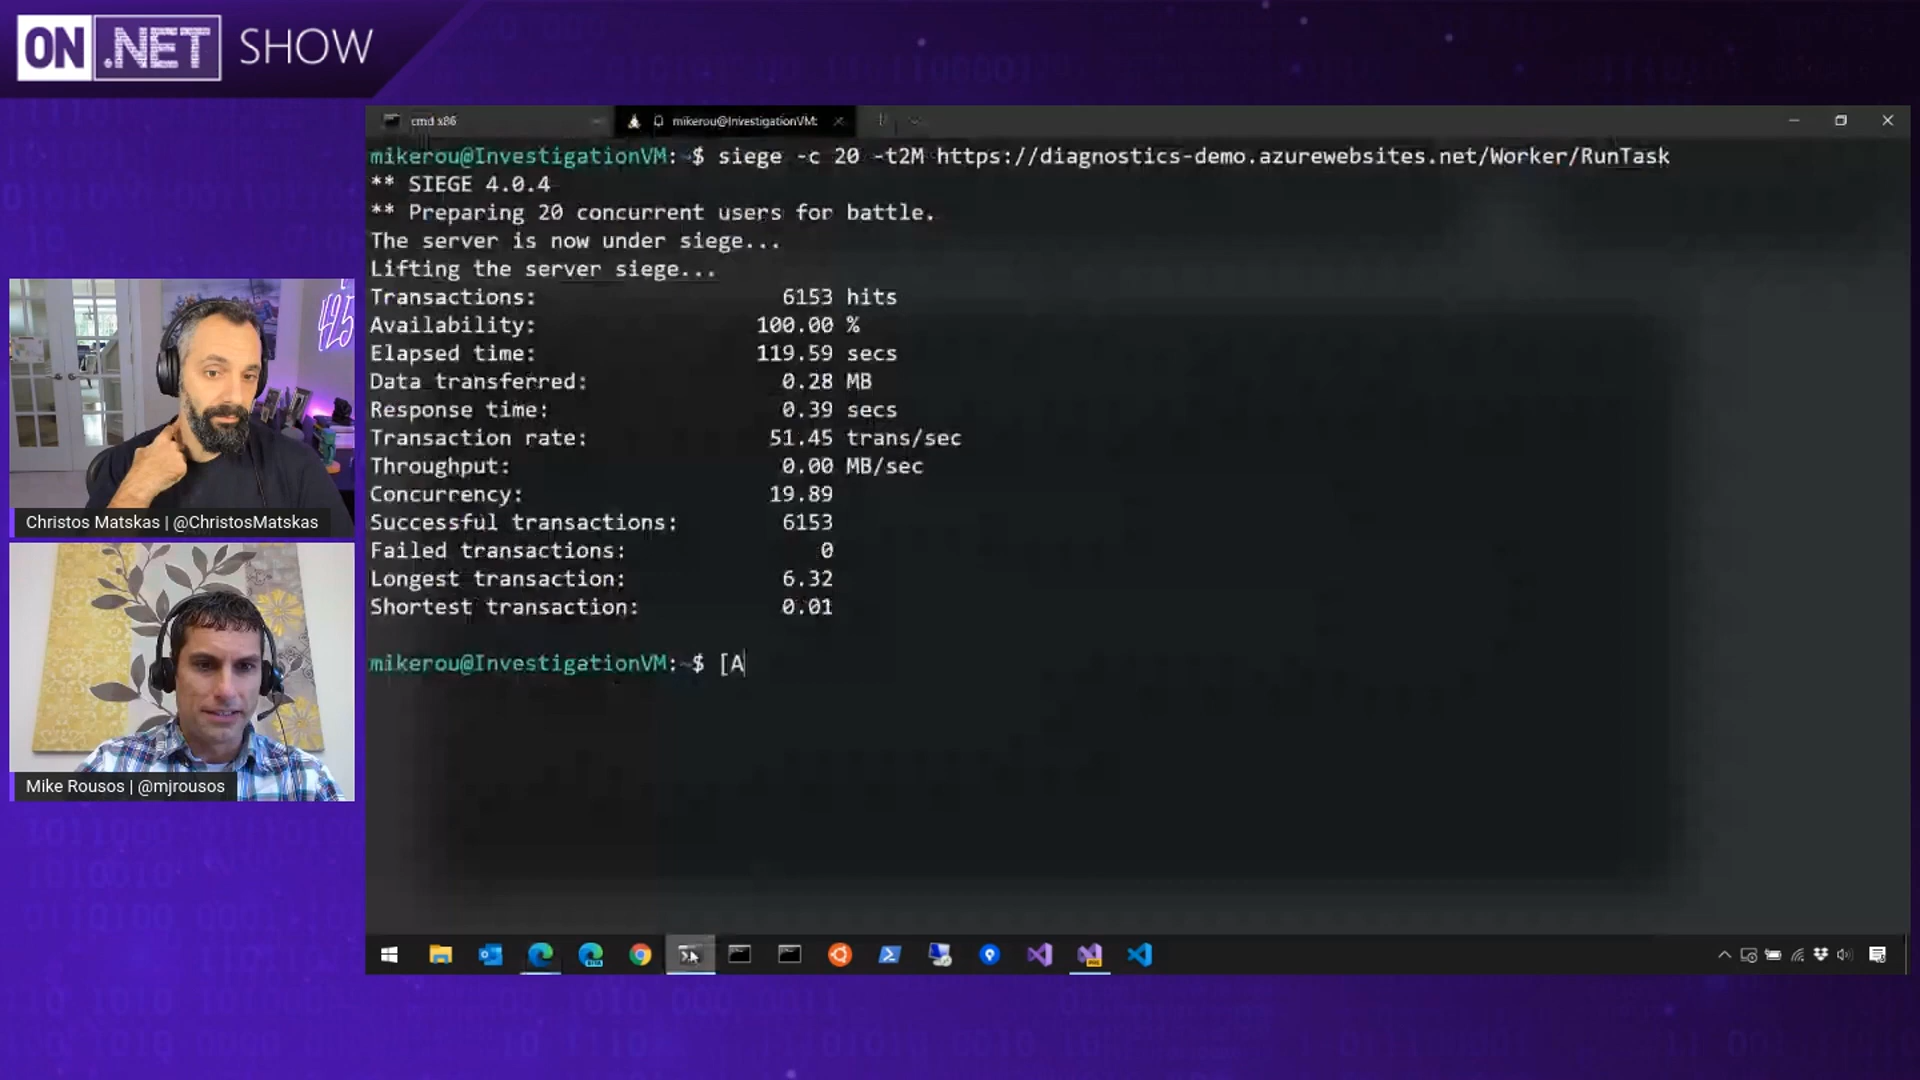 ON .NET SHOW
cmd x86
mikerou@InvestigationVM:
mikerou@InvestigationVM:~$ siege -c 20 -t2M https://diagnostics-demo.azurewebsites.net/Worker/RunTask
** SIEGE 4.0.4
** Preparing 20 concurrent users for battle.
The server is now under siege...
Lifting the server siege...
Transactions: 6153 hits
Availability: 100.00 %
Elapsed time: 119.59 secs
Data transferred: 0.28 MB
Response time: 0.39 secs
Transaction rate: 51.45 trans/sec
Throughput: 0.00 MB/sec
Concurrency: 19.89
Successful transactions: 6153
Failed transactions: 0
Longest transaction: 6.32
Shortest transaction: 0.01
mikerou@InvestigationVM:~$ [A
425
Christos Matskas | @ChristosMatskas
Mike Rousos | @mjrousos